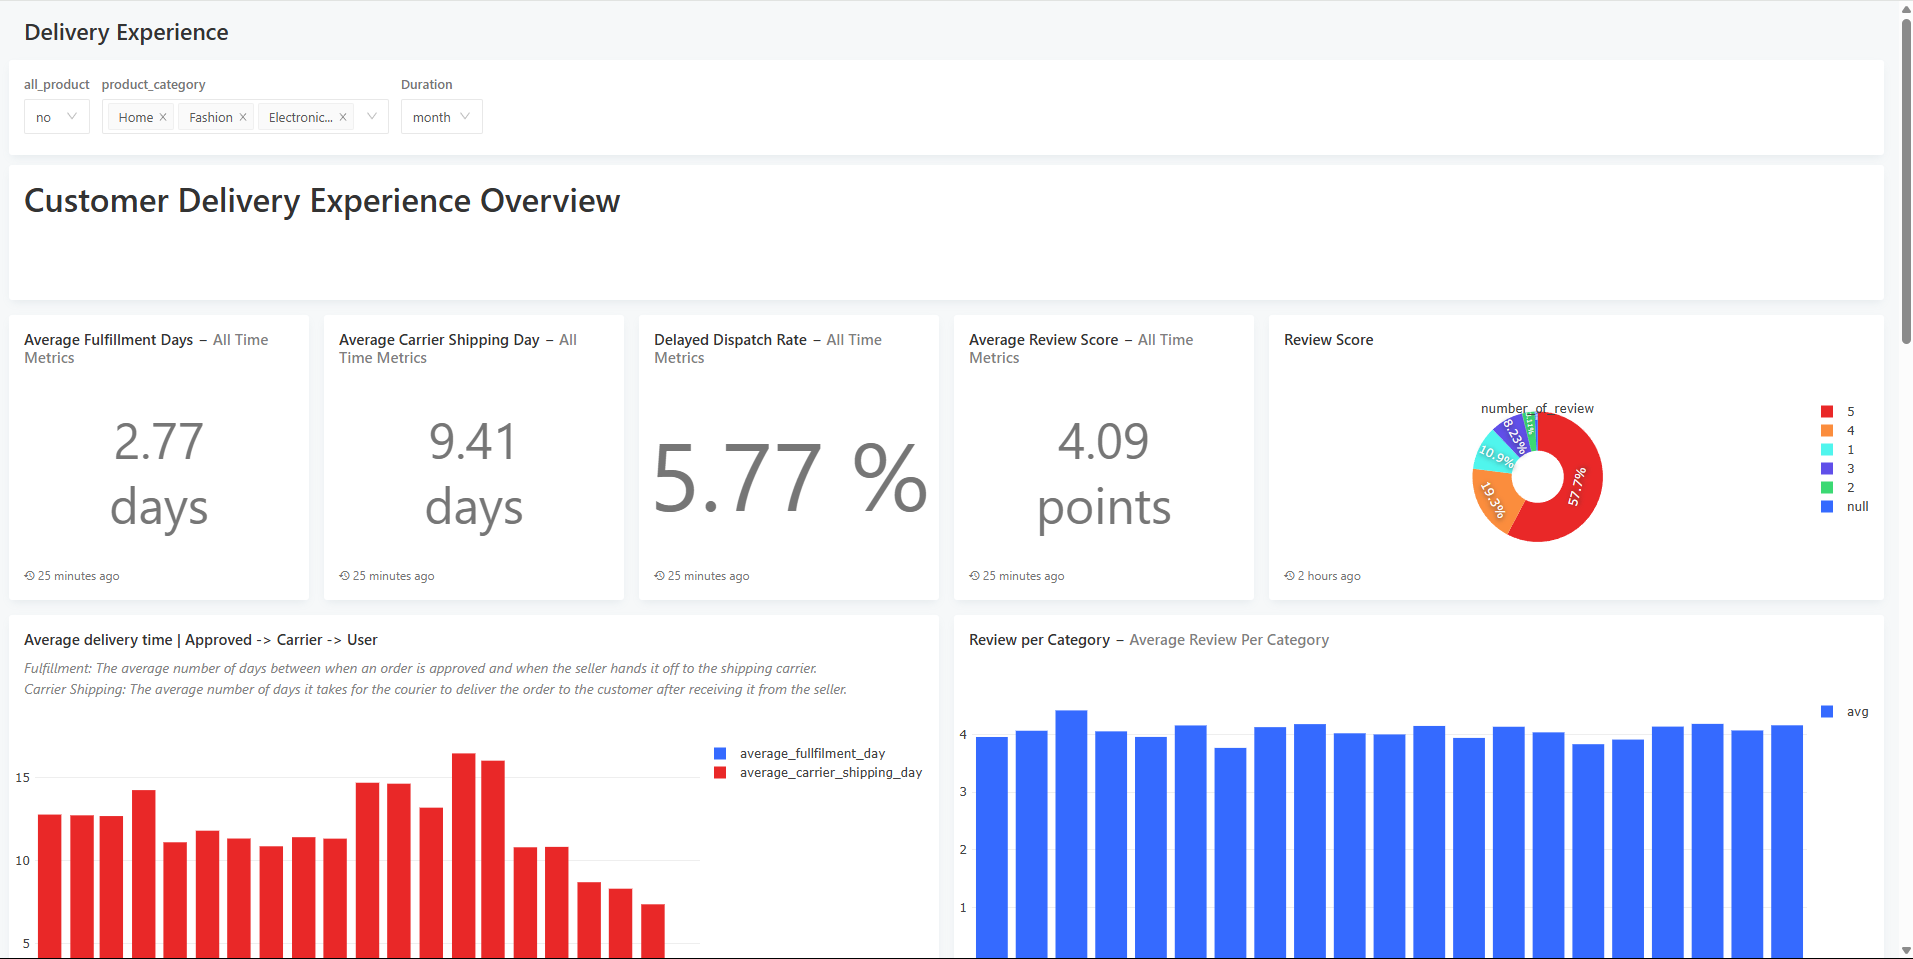 Delivery Experience
all_product product_category Duration
no Home × Fashion × Electronic... × month
Customer Delivery Experience Overview
Average Fulfillment Days – All Time
Metrics
2.77
days
25 minutes ago
Average Carrier Shipping Day – All
Time Metrics
9.41
days
25 minutes ago
Delayed Dispatch Rate – All Time
Metrics
5.77 %
25 minutes ago
Average Review Score – All Time
Metrics
4.09
points
25 minutes ago
Review Score
number_of_review
57.7%
19.3%
10.9%
8.23%
5
4
1
3
2
null
2 hours ago
Average delivery time | Approved -> Carrier -> User
Fulfillment: The average number of days between when an order is approved and when the seller hands it off to the shipping carrier.
Carrier Shipping: The average number of days it takes for the courier to deliver the order to the customer after receiving it from the seller.
average_fullfilment_day
average_carrier_shipping_day
15
10
5
Review per Category – Average Review Per Category
avg
4
3
2
1